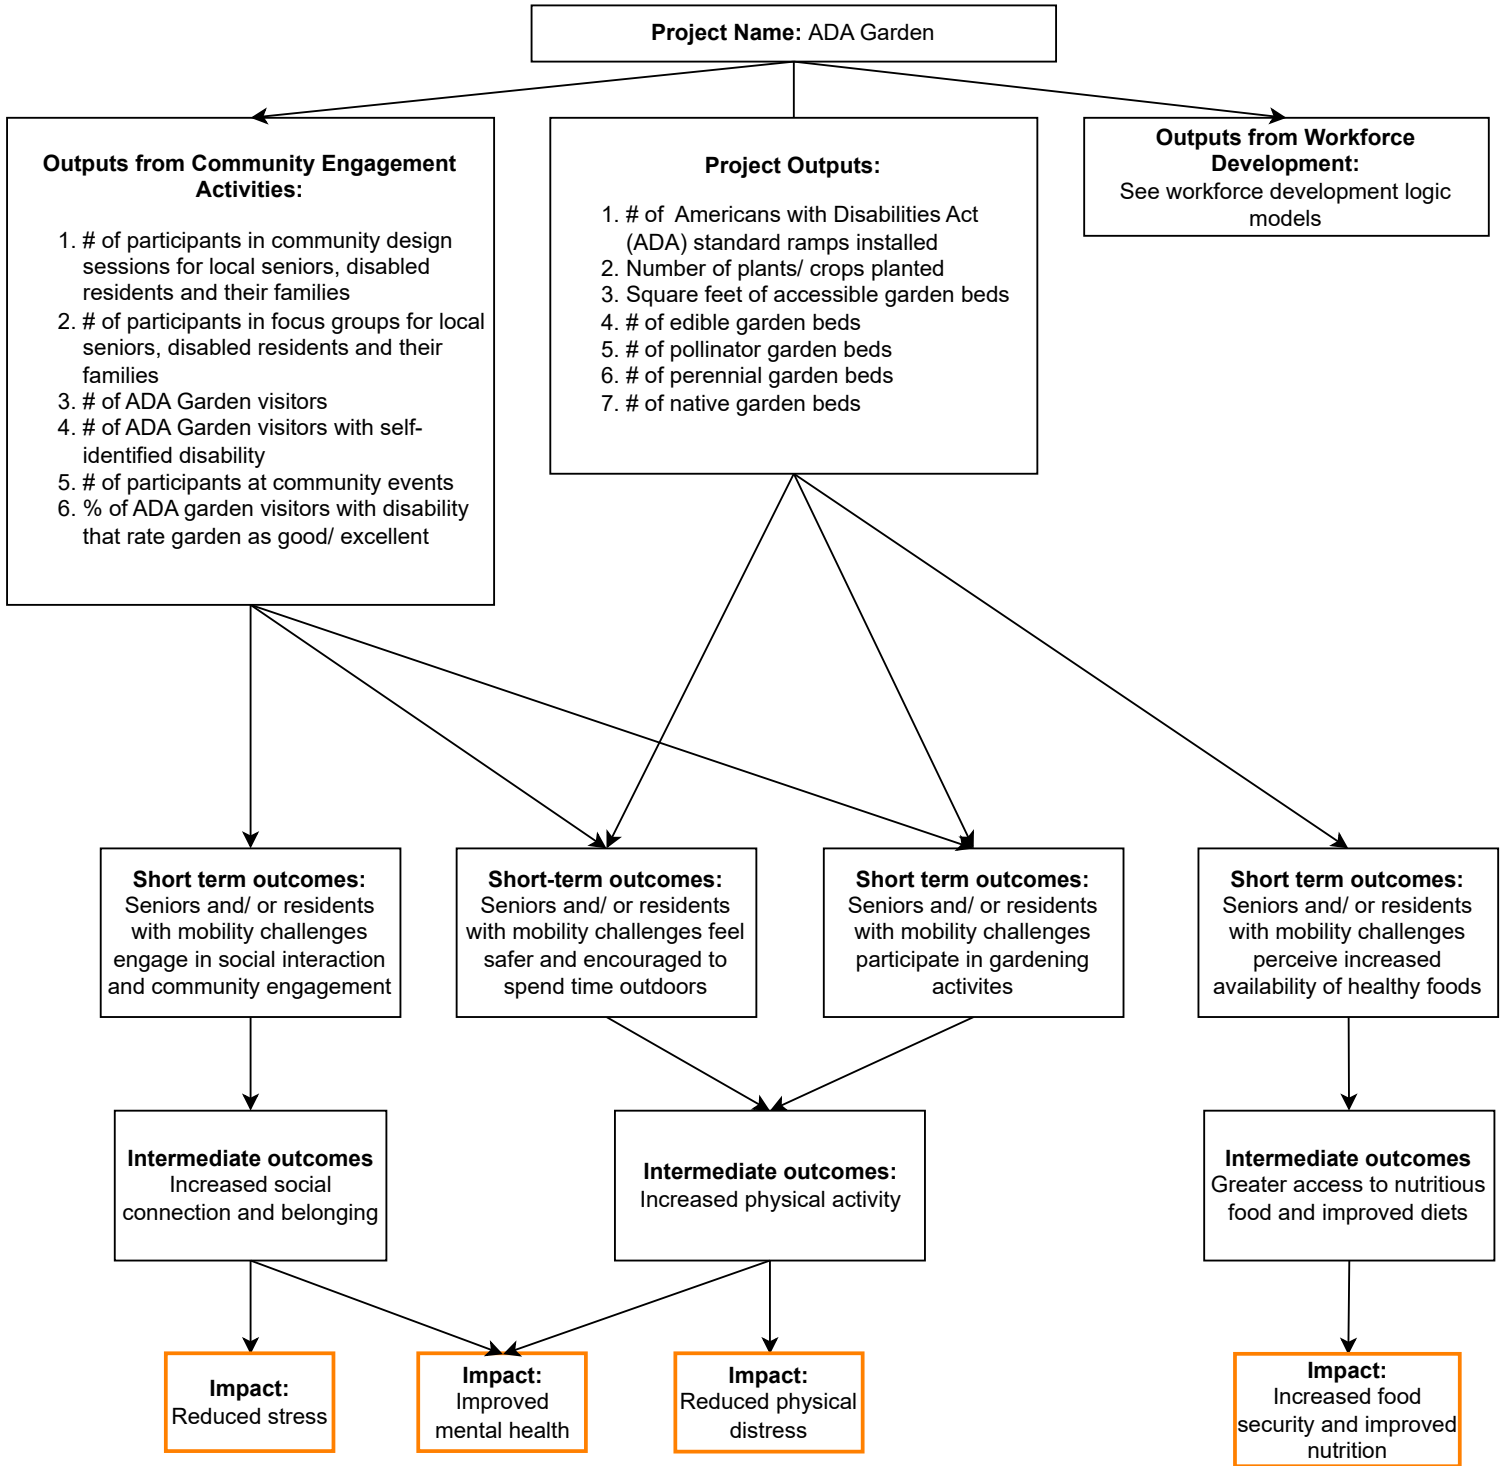 Project Name: ADA Garden
Outputs from Community Engagement
Activities:
1. # of participants in community design
sessions for local seniors, disabled
residents and their families
2. # of participants in focus groups for local
seniors, disabled residents and their
families
3. # of ADA Garden visitors
4. # of ADA Garden visitors with self-
identified disability
5. # of participants at community events
6. % of ADA garden visitors with disability
that rate garden as good/ excellent
Project Outputs:
1. # of  Americans with Disabilities Act
(ADA) standard ramps installed
2. Number of plants/ crops planted
3. Square feet of accessible garden beds
4. # of edible garden beds
5. # of pollinator garden beds
6. # of perennial garden beds
7. # of native garden beds
Outputs from Workforce
Development:
See workforce development logic
models
Short term outcomes:
Seniors and/ or residents
with mobility challenges
engage in social interaction
and community engagement
Short-term outcomes:
Seniors and/ or residents
with mobility challenges feel
safer and encouraged to
spend time outdoors
Short term outcomes:
Seniors and/ or residents
with mobility challenges
participate in gardening
activites
Short term outcomes:
Seniors and/ or residents
with mobility challenges
perceive increased
availability of healthy foods
Intermediate outcomes
Increased social
connection and belonging
Intermediate outcomes:
Increased physical activity
Intermediate outcomes
Greater access to nutritious
food and improved diets
Impact:
Reduced stress
Impact:
Improved
mental health
Impact:
Reduced physical
distress
Impact:
Increased food
security and improved
nutrition